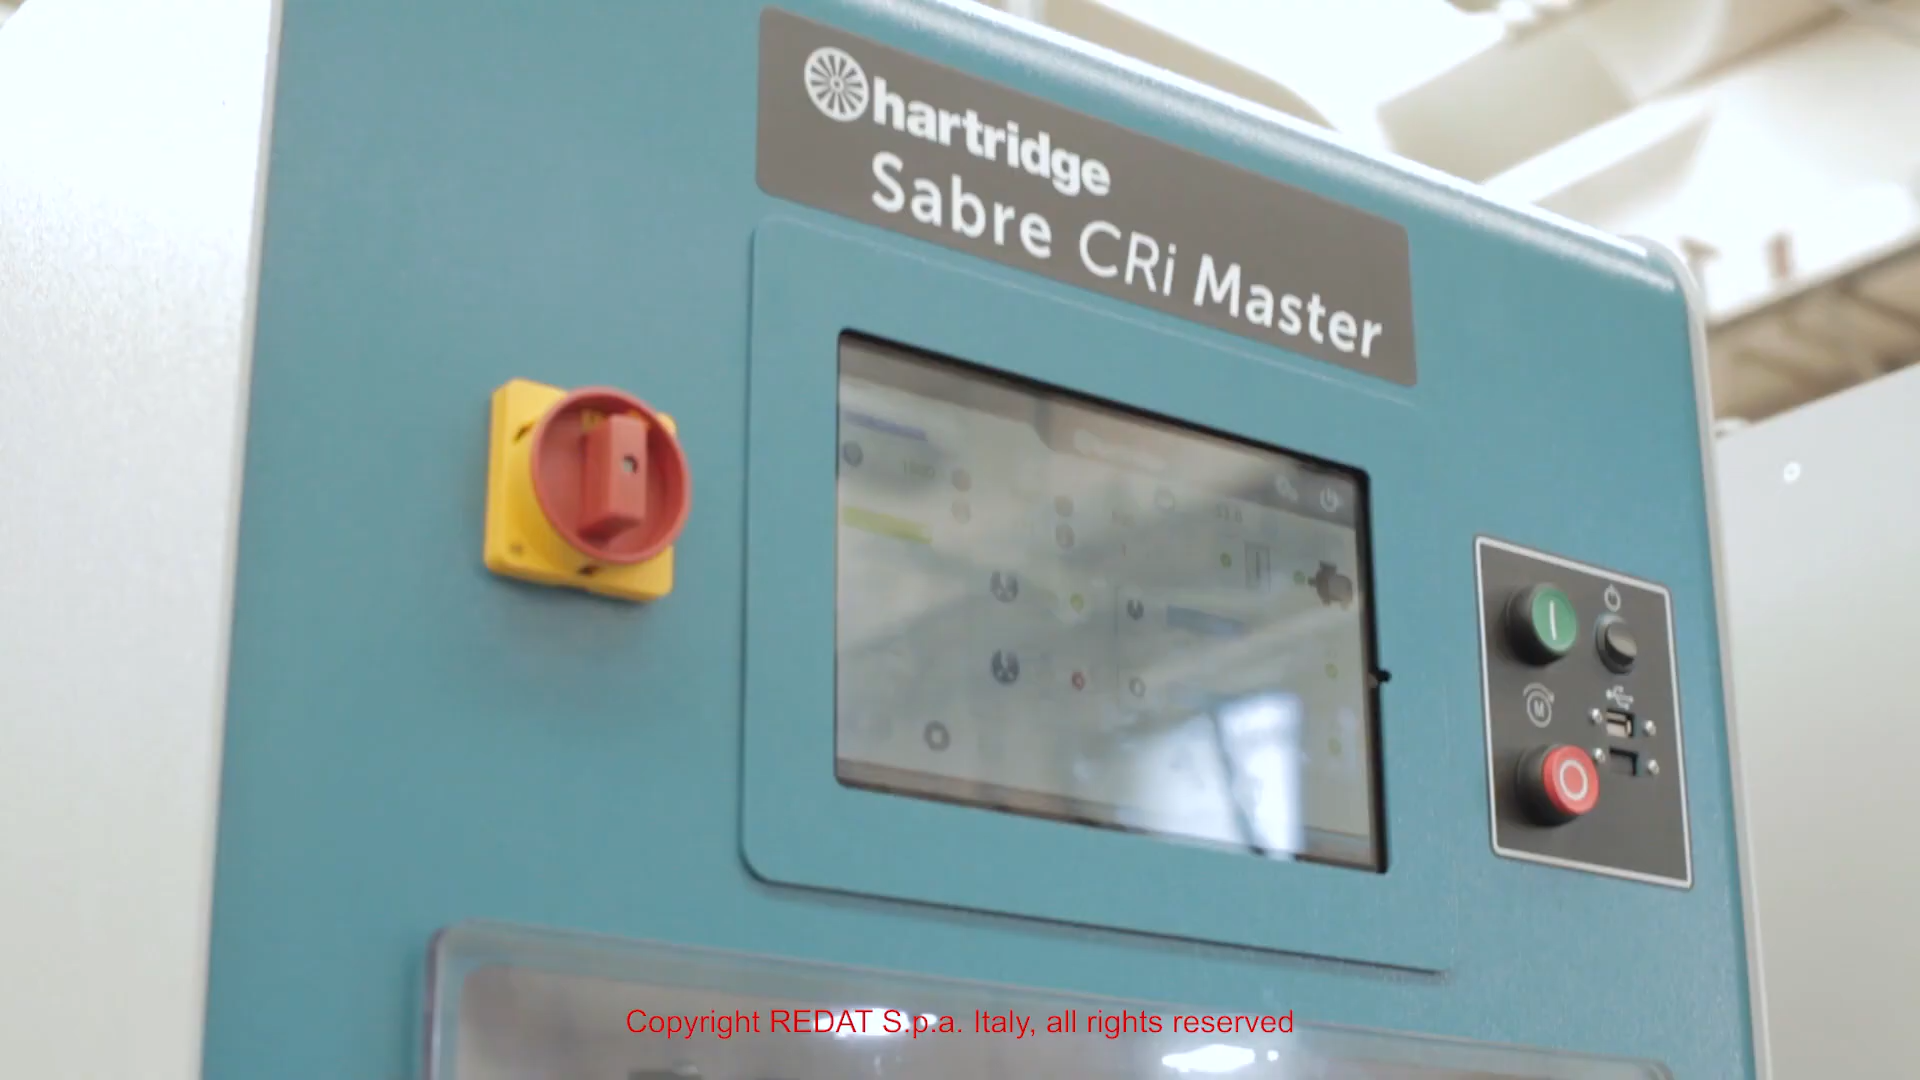 hartridge
Sabre CRi Master
M
Copyright REDAT S.p.a. Italy, all rights reserved